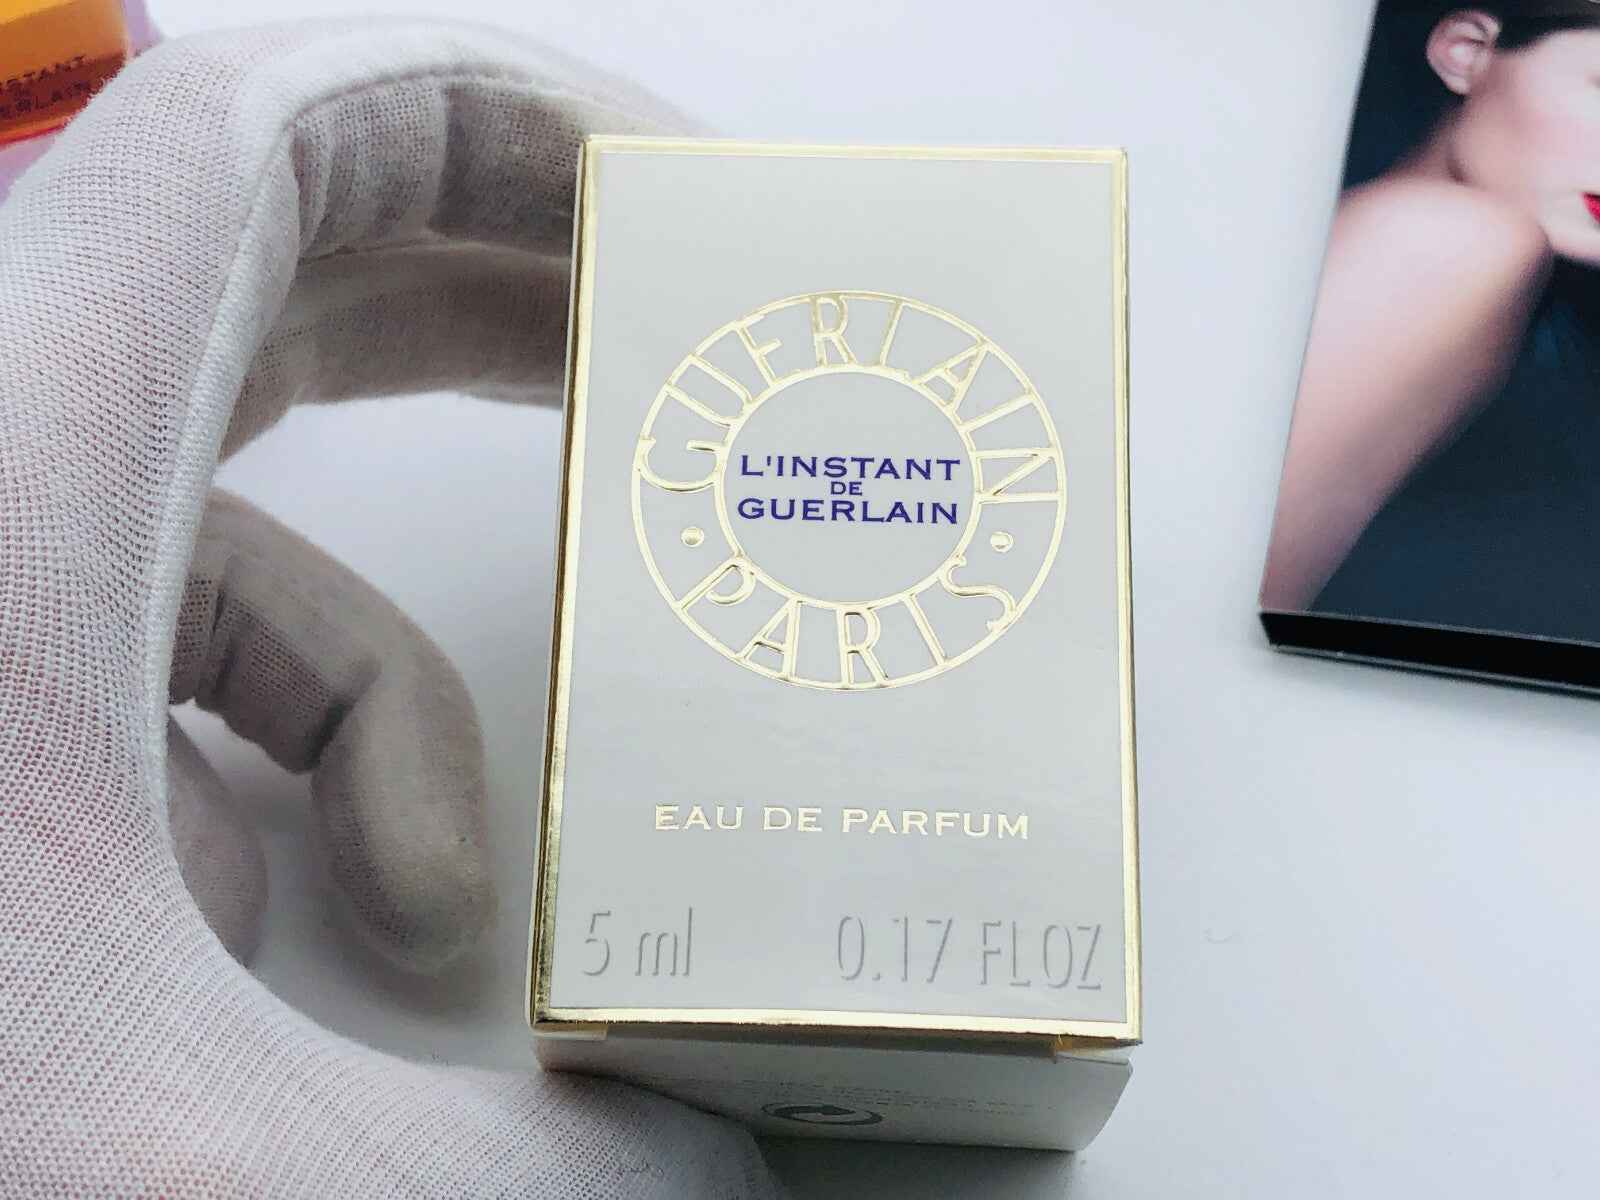 GUERLAIN
L'INSTANT
DE
GUERLAIN
· PARIS ·
EAU DE PARFUM
5 ml 0.17 FL OZ